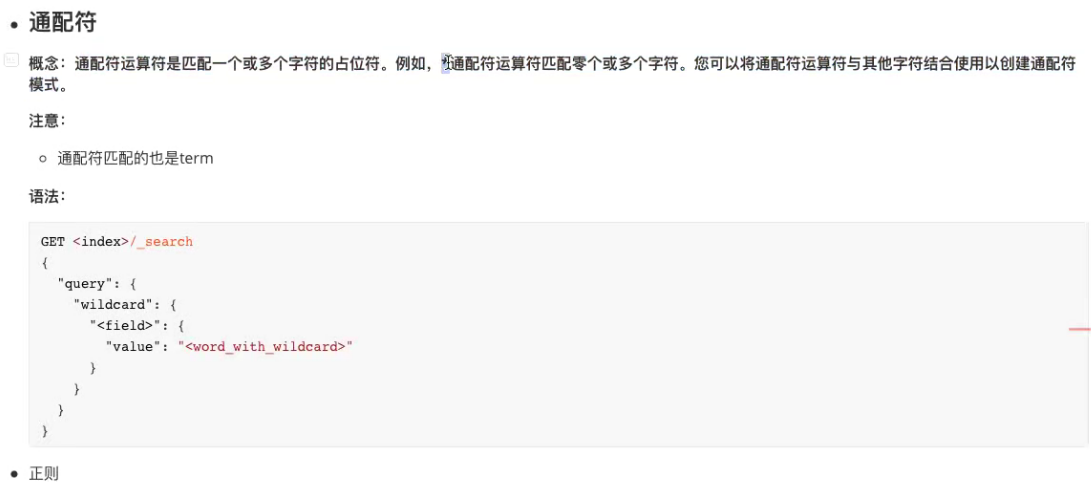 通配符
概念：通配符运算符是匹配一个或多个字符的占位符。例如，*通配符运算符匹配零个或多个字符。您可以将通配符运算符与其他字符结合使用以创建通配符
模式。
注意：
通配符匹配的也是term
语法：
GET <index>/_search
{
  "query": {
    "wildcard": {
      "<field>": {
        "value": "<word_with_wildcard>"
      }
    }
  }
}
正则